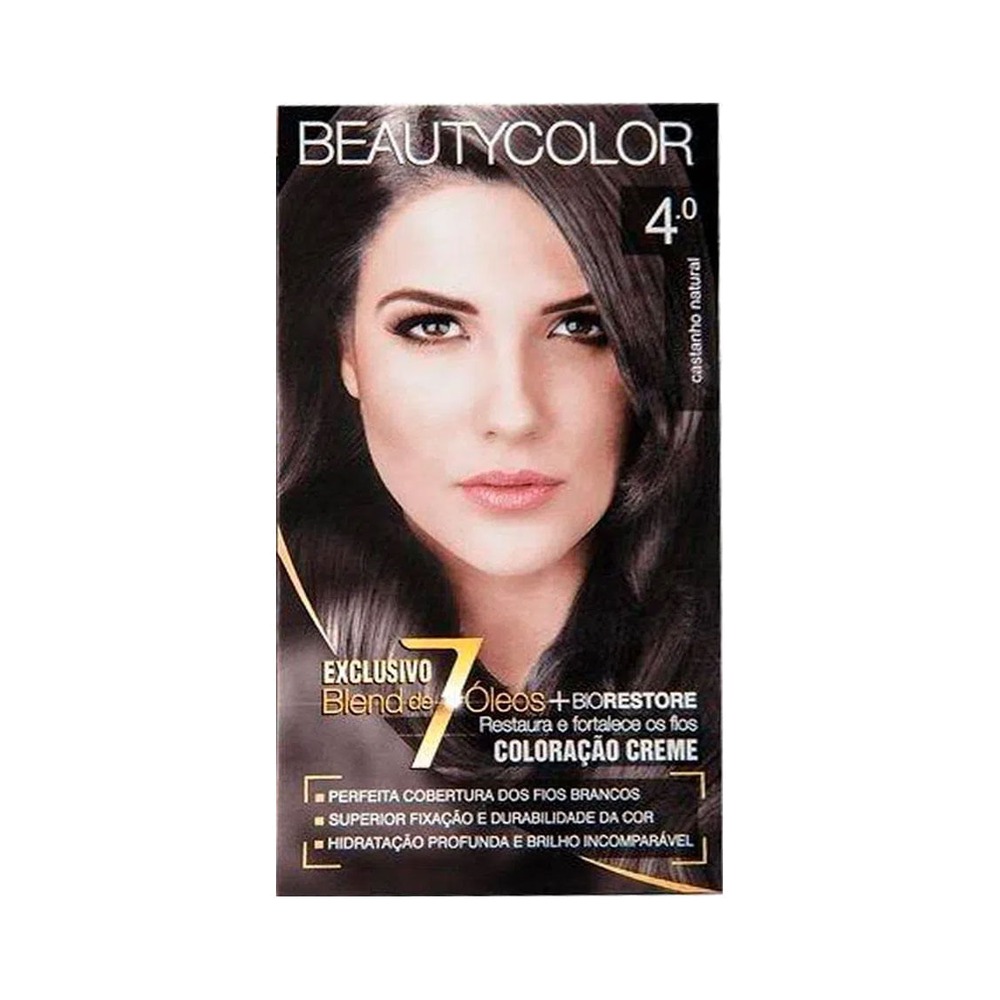 BEAUTYCOLOR
4.0
castanho natural
EXCLUSIVO
Blend de 7 Óleos + BIORESTORE
Restaura e fortalece os fios
COLORAÇÃO CREME
PERFEITA COBERTURA DOS FIOS BRANCOS
SUPERIOR FIXAÇÃO E DURABILIDADE DA COR
HIDRATAÇÃO PROFUNDA E BRILHO INCOMPARÁVEL